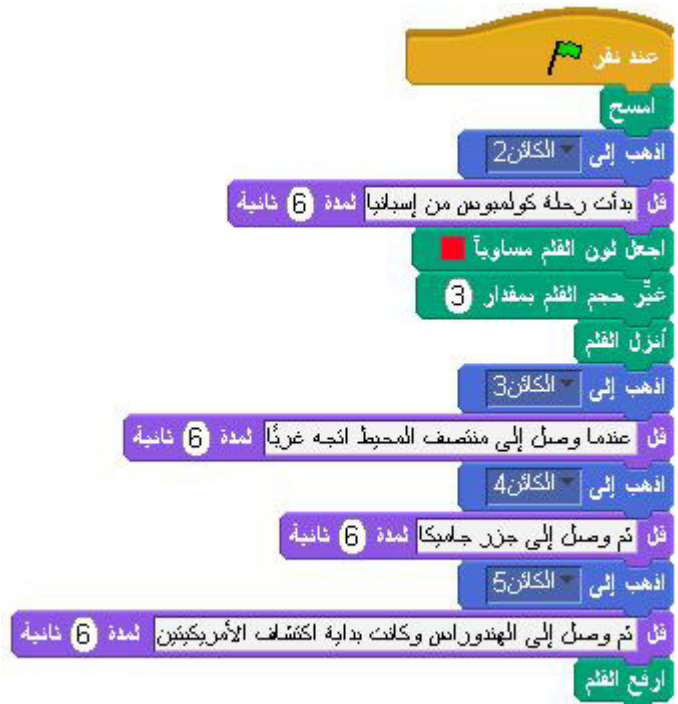 عند نقر
امسح
اذهب إلى الكائن2
قل بدأت رحلة كولمبوس من إسبانيا لمدة 6 ثانية
اجعل لون القلم مساوياً
غيِّر حجم القلم بمقدار 3
أنزل القلم
اذهب إلى الكائن3
قل عندما وصل إلى منتصف المحيط اتجه غربًا لمدة 6 ثانية
اذهب إلى الكائن4
قل ثم وصل إلى جزر جاميكا لمدة 6 ثانية
اذهب إلى الكائن5
قل ثم وصل إلى الهندوراس وكانت بداية اكتشاف الأمريكيتين لمدة 6 ثانية
ارفع القلم